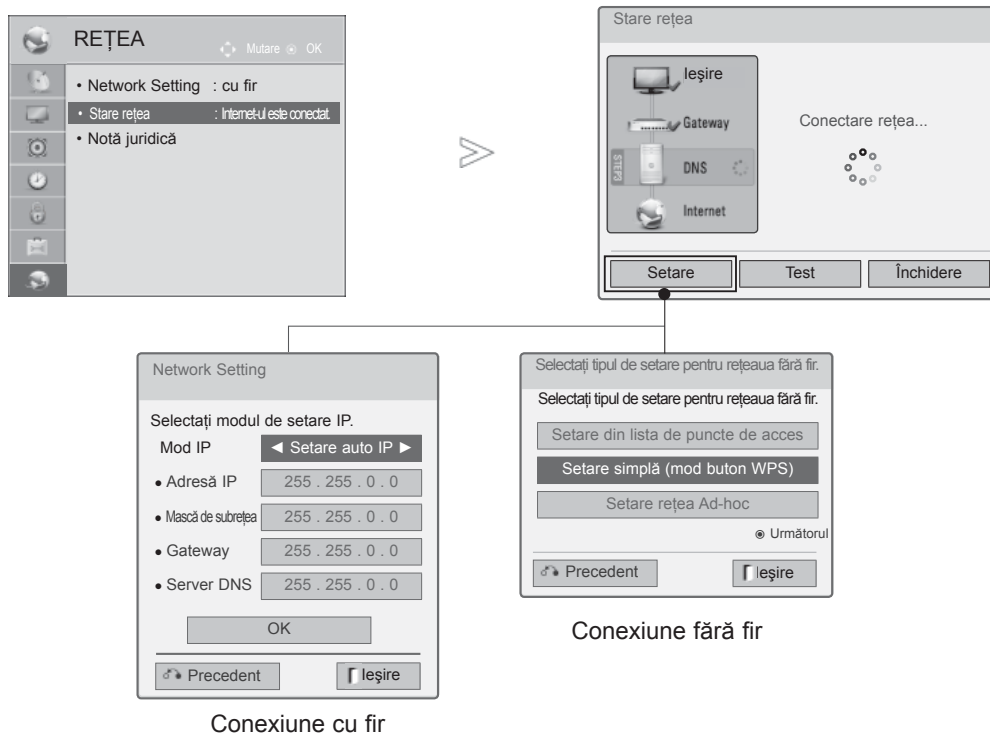 REȚEA
Mutare OK
• Network Setting : cu fir
• Stare rețea : Internet-ul este conectat.
• Notă juridică
Stare rețea
Ieșire
Gateway
STEP3
DNS
Internet
Conectare rețea...
Setare
Test
Închidere
Network Setting
Selectați modul de setare IP.
Mod IP ◄ Setare auto IP ►
• Adresă IP 255 . 255 . 0 . 0
• Mască de subrețea 255 . 255 . 0 . 0
• Gateway 255 . 255 . 0 . 0
• Server DNS 255 . 255 . 0 . 0
OK
Precedent
Ieșire
Conexiune cu fir
Selectați tipul de setare pentru rețeaua fără fir.
Selectați tipul de setare pentru rețeaua fără fir.
Setare din lista de puncte de acces
Setare simplă (mod buton WPS)
Setare rețea Ad-hoc
◉ Următorul
Precedent
Ieșire
Conexiune fără fir